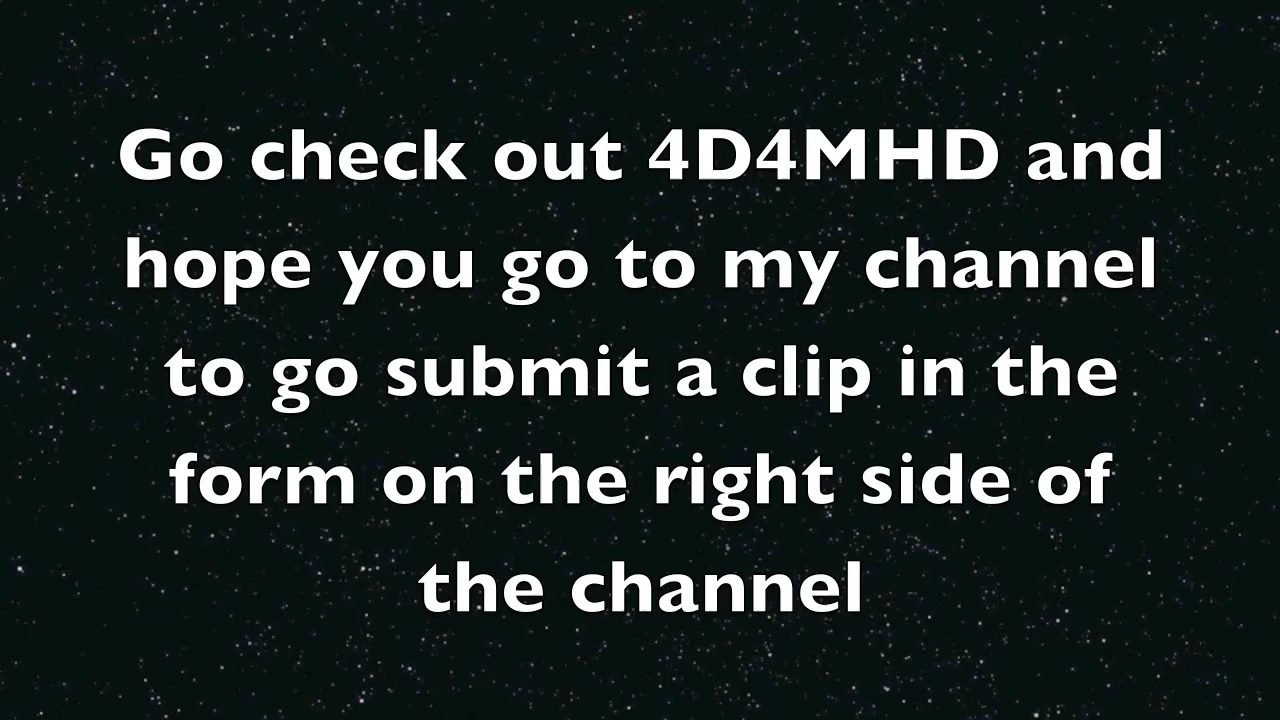 Go check out 4D4MHD and
hope you go to my channel
to go submit a clip in the
form on the right side of
the channel